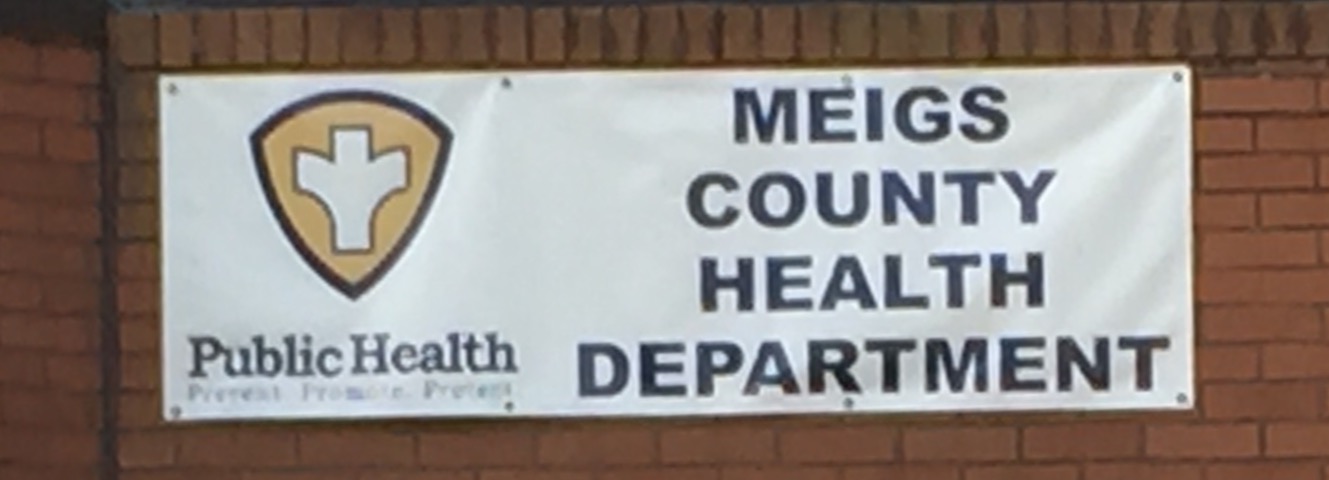 MEIGS
COUNTY
HEALTH
DEPARTMENT
Public Health
Prevent. Promote. Protect.